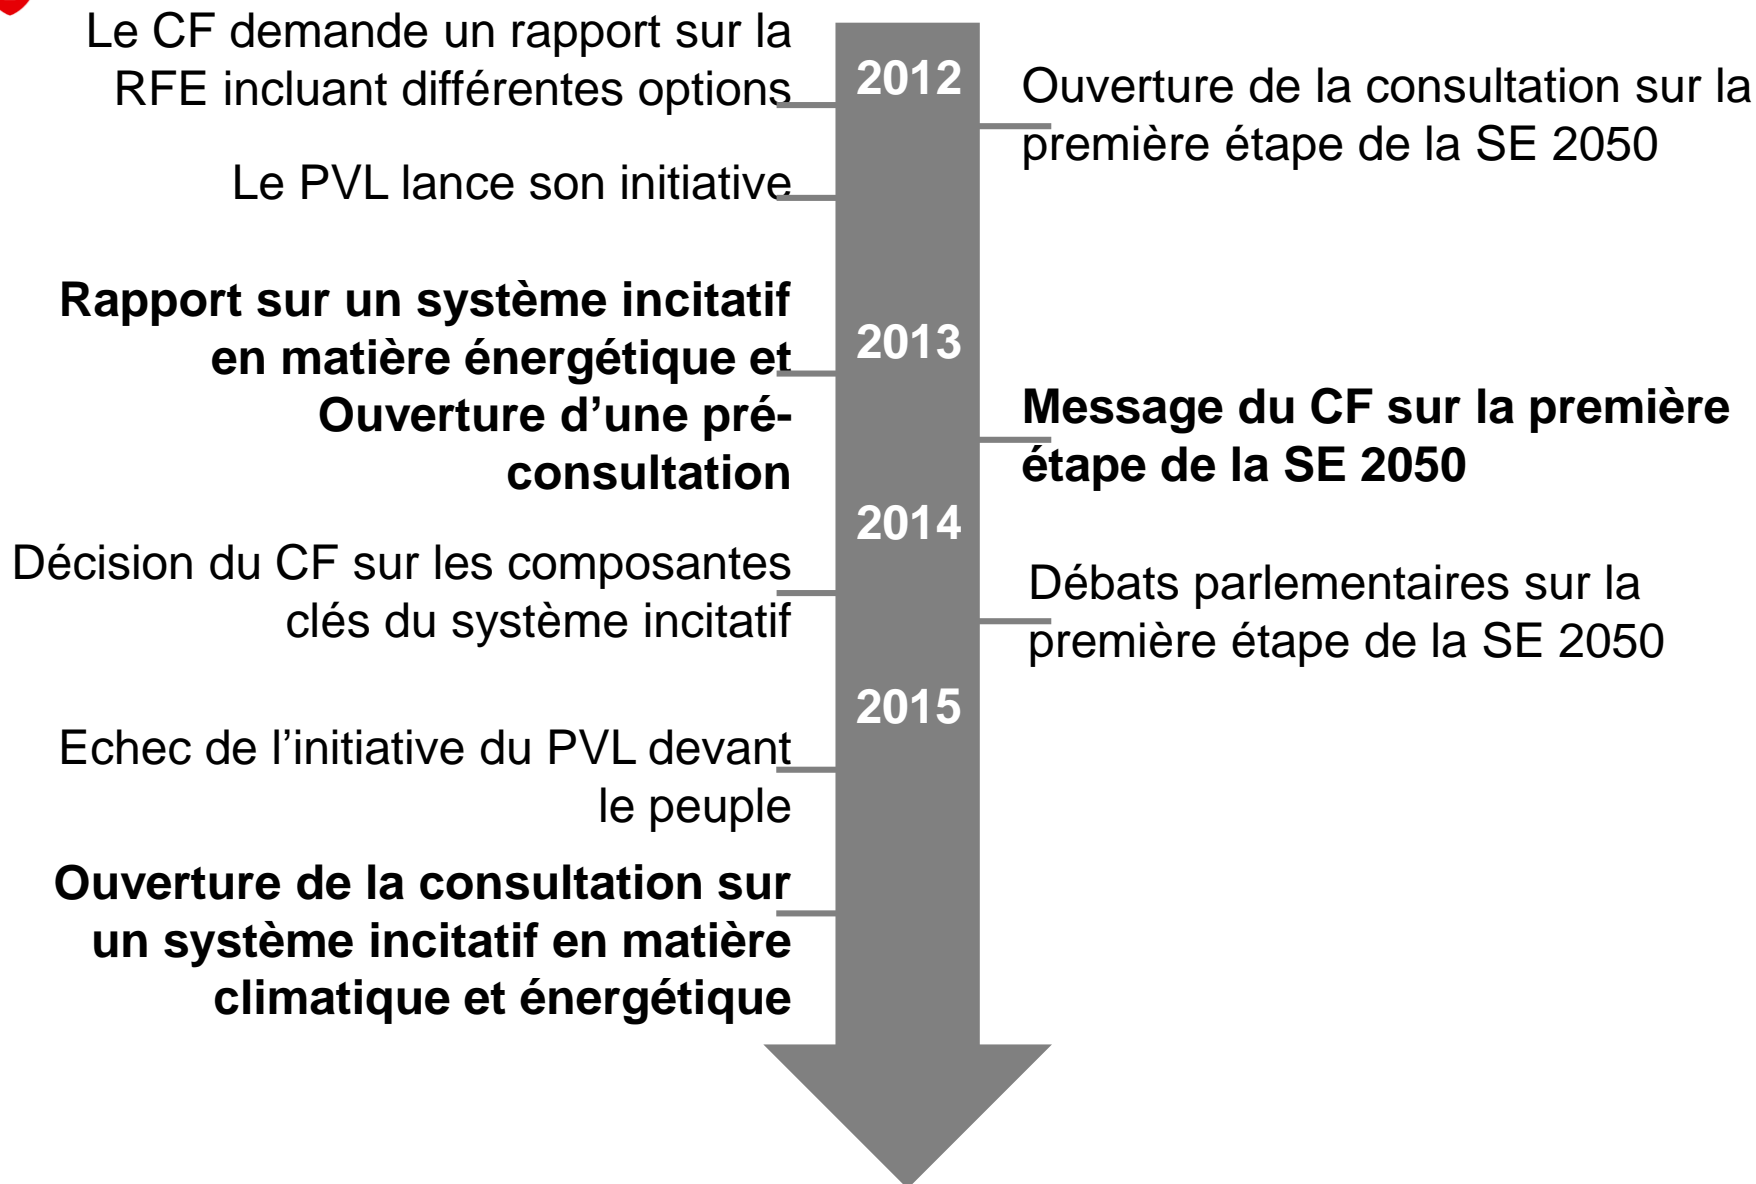 Le CF demande un rapport sur la
RFE incluant différentes options
2012
Ouverture de la consultation sur la
première étape de la SE 2050
Le PVL lance son initiative
Rapport sur un système incitatif
en matière énergétique et
Ouverture d’une pré-
consultation
2013
Message du CF sur la première
étape de la SE 2050
2014
Décision du CF sur les composantes
clés du système incitatif
Débats parlementaires sur la
première étape de la SE 2050
2015
Echec de l’initiative du PVL devant
le peuple
Ouverture de la consultation sur
un système incitatif en matière
climatique et énergétique